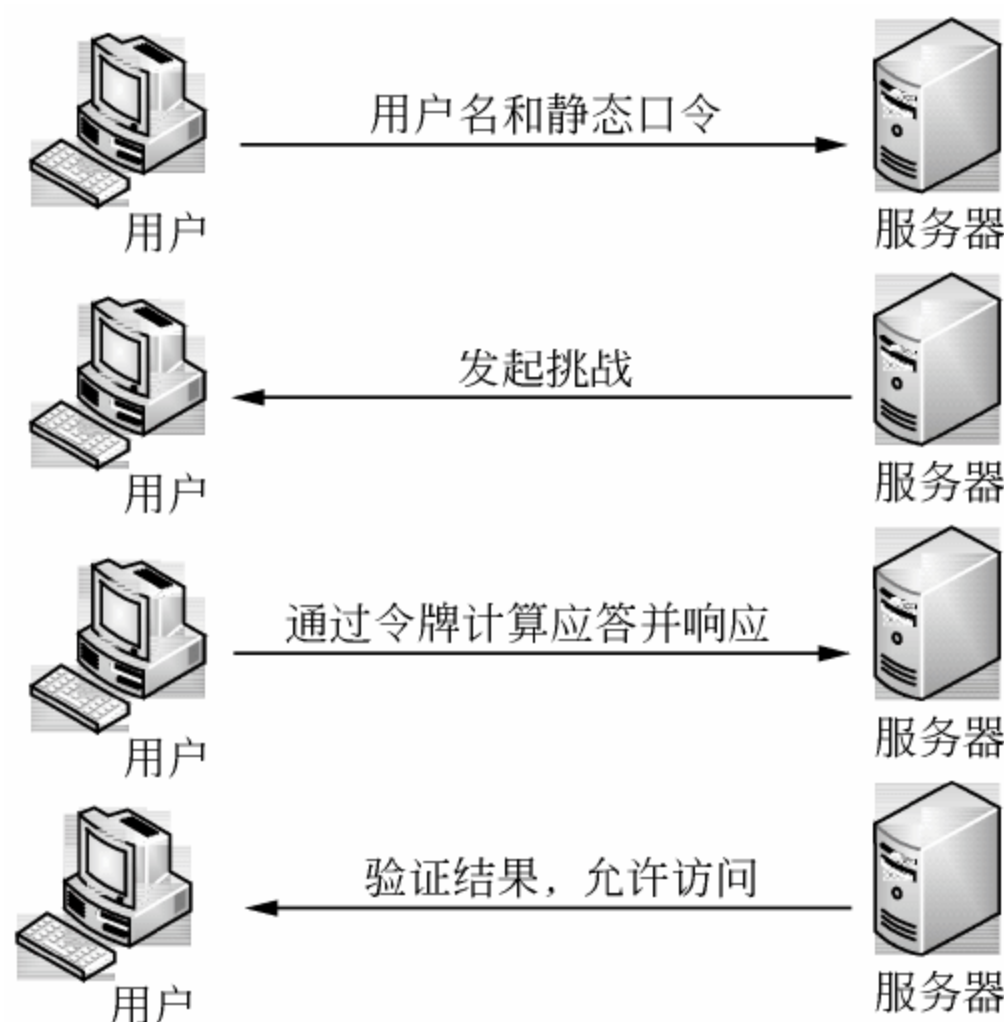 用户名和静态口令
用户
服务器
发起挑战
用户
服务器
通过令牌计算应答并响应
用户
服务器
验证结果，允许访问
用户
服务器